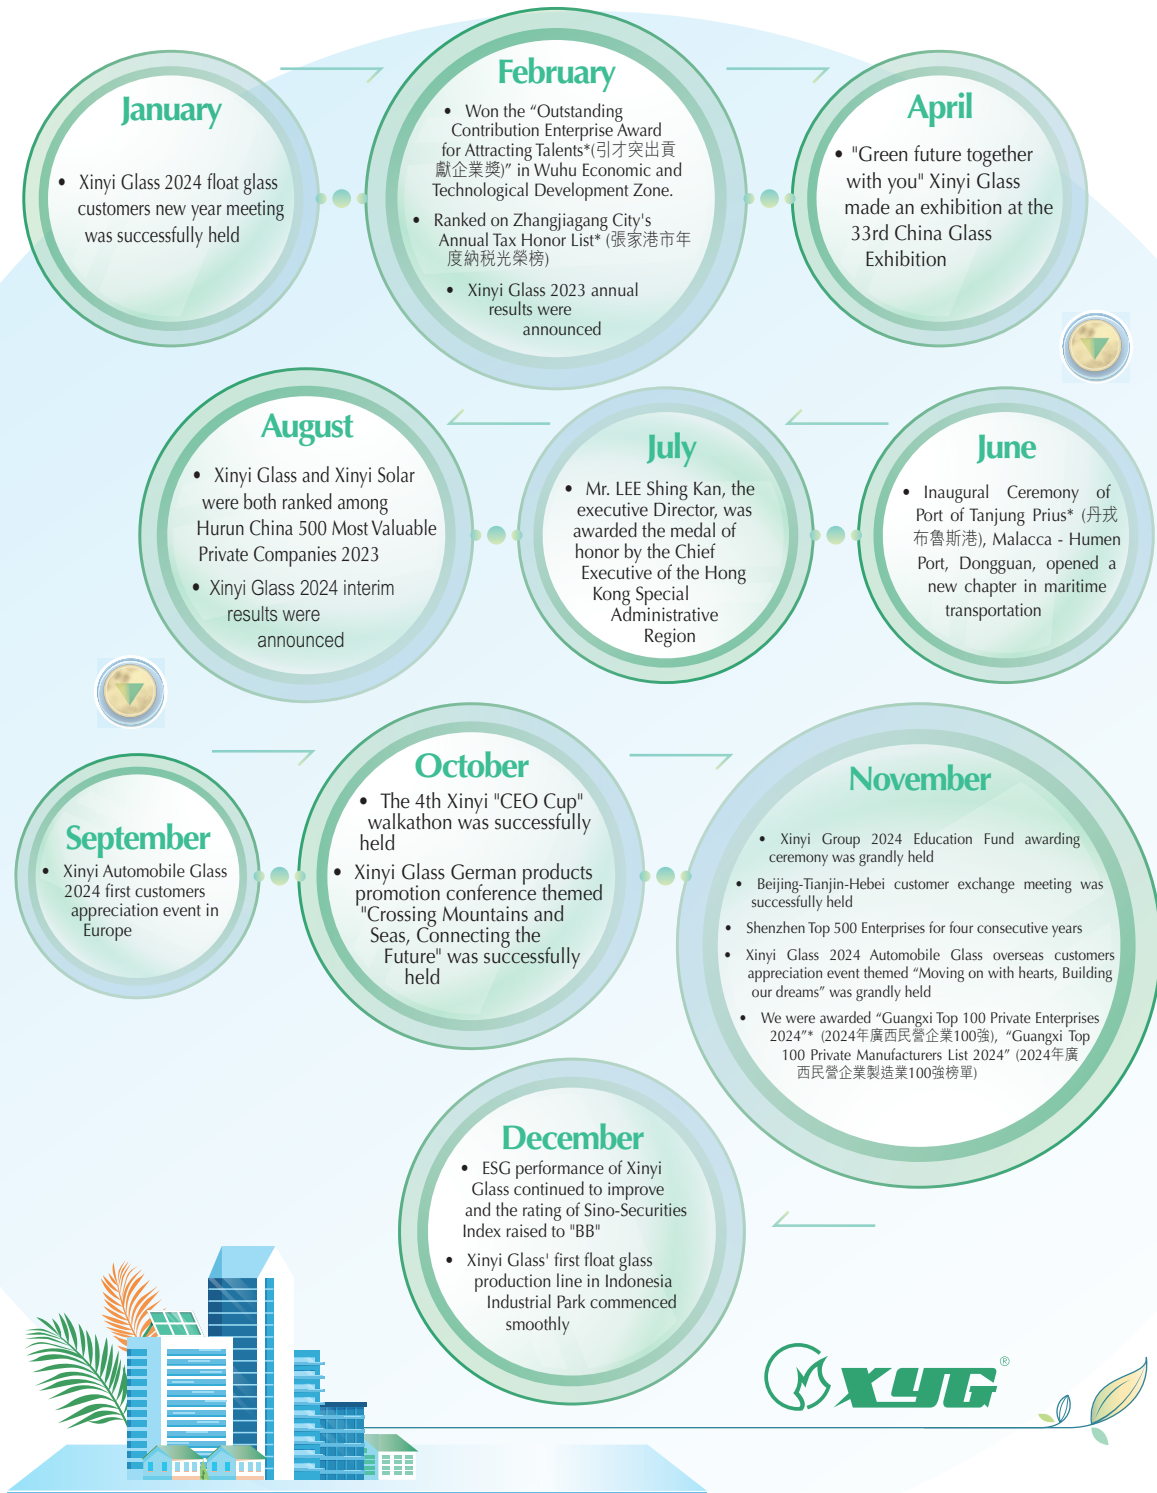 January
• Xinyi Glass 2024 float glass
customers new year meeting
was successfully held
February
• Won the “Outstanding
Contribution Enterprise Award
for Attracting Talents*(引才突出貢
獻企業獎)” in Wuhu Economic and
Technological Development Zone.
• Ranked on Zhangjiagang City's
Annual Tax Honor List* (張家港市年
度納税光榮榜)
• Xinyi Glass 2023 annual
results were
announced
April
• "Green future together
with you" Xinyi Glass
made an exhibition at the
33rd China Glass
Exhibition
June
• Inaugural Ceremony of
Port of Tanjung Prius* (丹戎
布魯斯港), Malacca - Humen
Port, Dongguan, opened a
new chapter in maritime
transportation
July
• Mr. LEE Shing Kan, the
executive Director, was
awarded the medal of
honor by the Chief
Executive of the Hong
Kong Special
Administrative
Region
August
• Xinyi Glass and Xinyi Solar
were both ranked among
Hurun China 500 Most Valuable
Private Companies 2023
• Xinyi Glass 2024 interim
results were
announced
September
• Xinyi Automobile Glass
2024 first customers
appreciation event in
Europe
October
• The 4th Xinyi "CEO Cup"
walkathon was successfully
held
• Xinyi Glass German products
promotion conference themed
"Crossing Mountains and
Seas, Connecting the
Future" was successfully
held
November
• Xinyi Group 2024 Education Fund awarding
ceremony was grandly held
• Beijing-Tianjin-Hebei customer exchange meeting was
successfully held
• Shenzhen Top 500 Enterprises for four consecutive years
• Xinyi Glass 2024 Automobile Glass overseas customers
appreciation event themed “Moving on with hearts, Building
our dreams” was grandly held
• We were awarded “Guangxi Top 100 Private Enterprises
2024”* (2024年廣西民營企業100強), “Guangxi Top
100 Private Manufacturers List 2024” (2024年廣
西民營企業製造業100強榜單)
December
• ESG performance of Xinyi
Glass continued to improve
and the rating of Sino-Securities
Index raised to "BB"
• Xinyi Glass' first float glass
production line in Indonesia
Industrial Park commenced
smoothly
XYG®